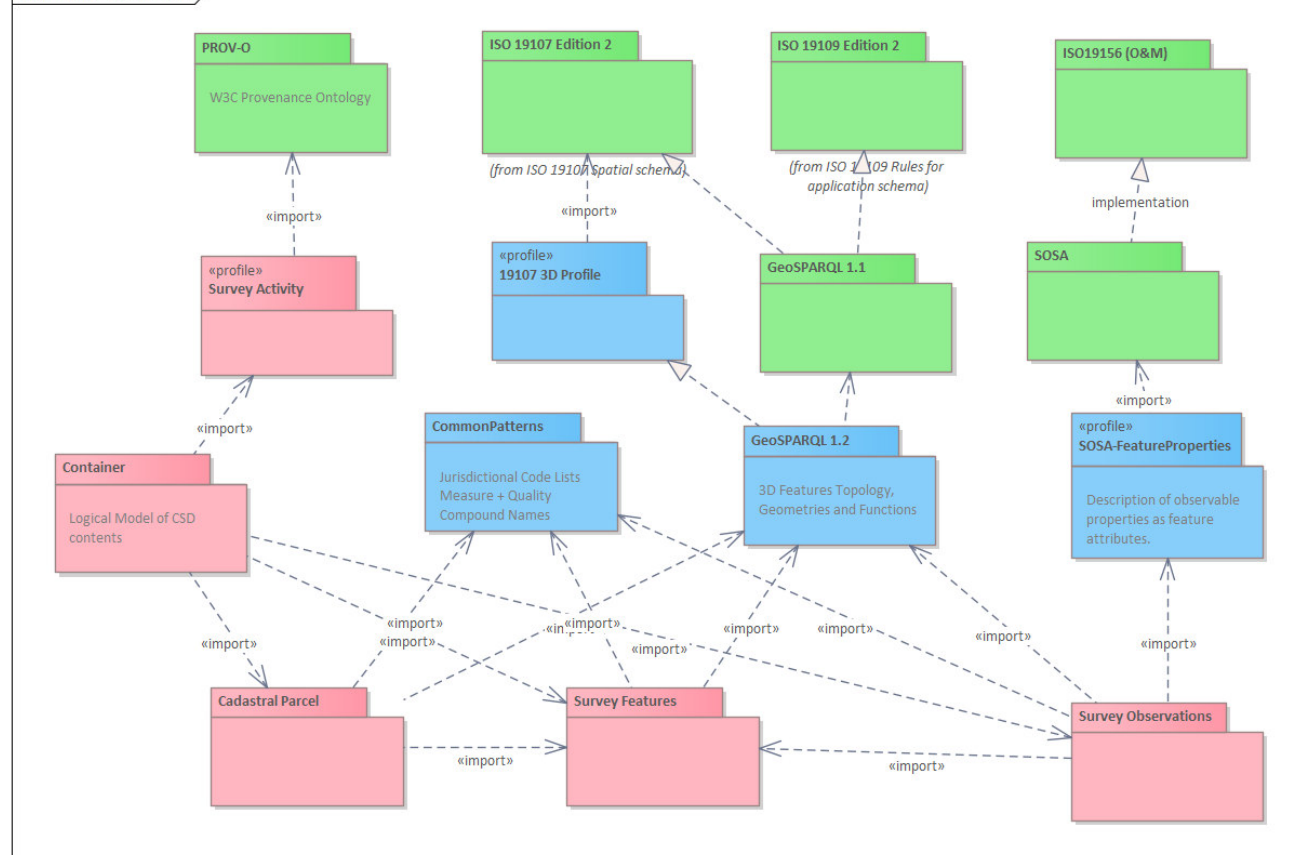 PROV-O
W3C Provenance Ontology
ISO 19107 Edition 2
(from ISO 19107 Spatial schema)
ISO 19109 Edition 2
(from ISO 19109 Rules for
application schema)
ISO19156 (O&M)
«import»
«import»
implementation
«profile»
Survey Activity
«profile»
19107 3D Profile
GeoSPARQL 1.1
SOSA
«import»
«import»
Container
Logical Model of CSD
contents
CommonPatterns
Jurisdictional Code Lists
Measure + Quality
Compound Names
GeoSPARQL 1.2
3D Features Topology,
Geometries and Functions
«profile»
SOSA-FeatureProperties
Description of observable
properties as feature
attributes.
«import»
«import»
«import»
«import»
«import»
«import»
«import»
«import»
«import»
«import»
Cadastral Parcel
Survey Features
Survey Observations
«import»
«import»